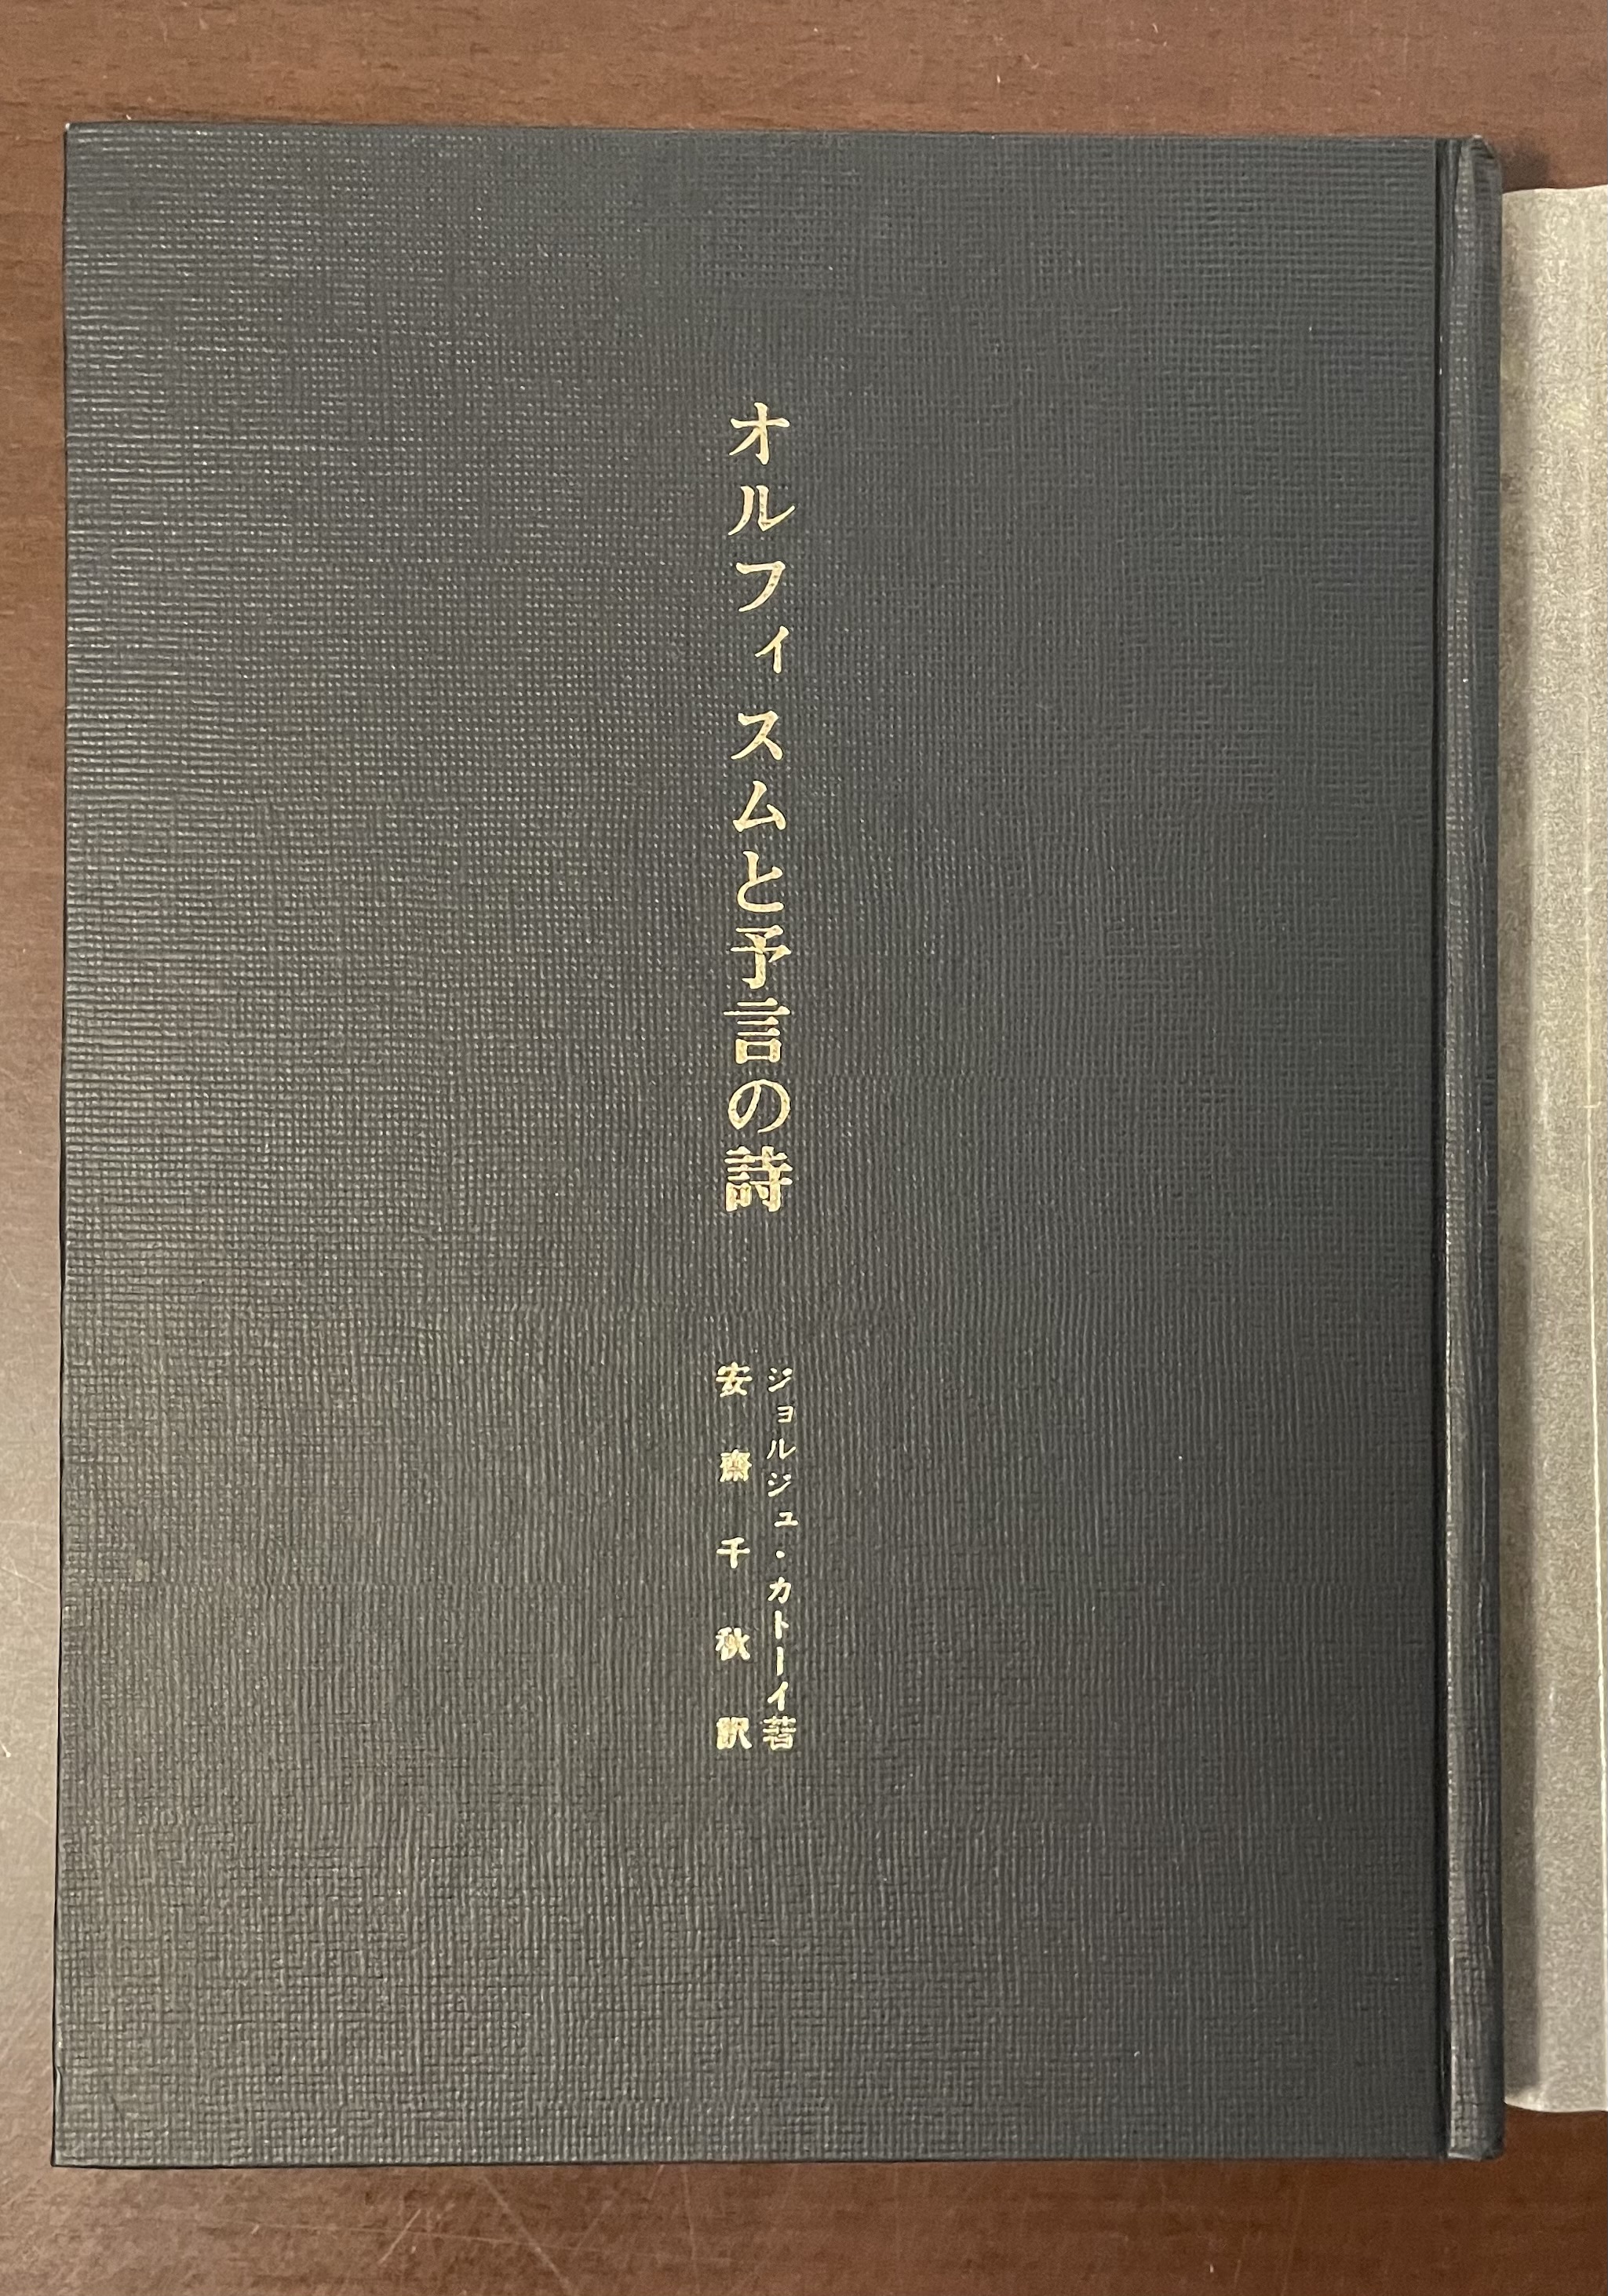 オルフィスムと予言の詩
ジョルジュ・カトーイ著
安齋千秋訳